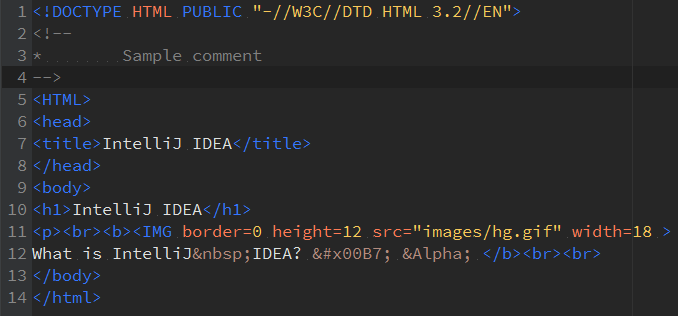 1 <!DOCTYPE HTML PUBLIC "-//W3C//DTD HTML 3.2//EN">
2 <!--
3 *        Sample comment
4 -->
5 <HTML>
6 <head>
7 <title>IntelliJ IDEA</title>
8 </head>
9 <body>
10 <h1>IntelliJ IDEA</h1>
11 <p><br><b><IMG border=0 height=12 src="images/hg.gif" width=18 >
12 What is IntelliJ&nbsp;IDEA? &#x00B7; &Alpha; </b><br><br>
13 </body>
14 </html>